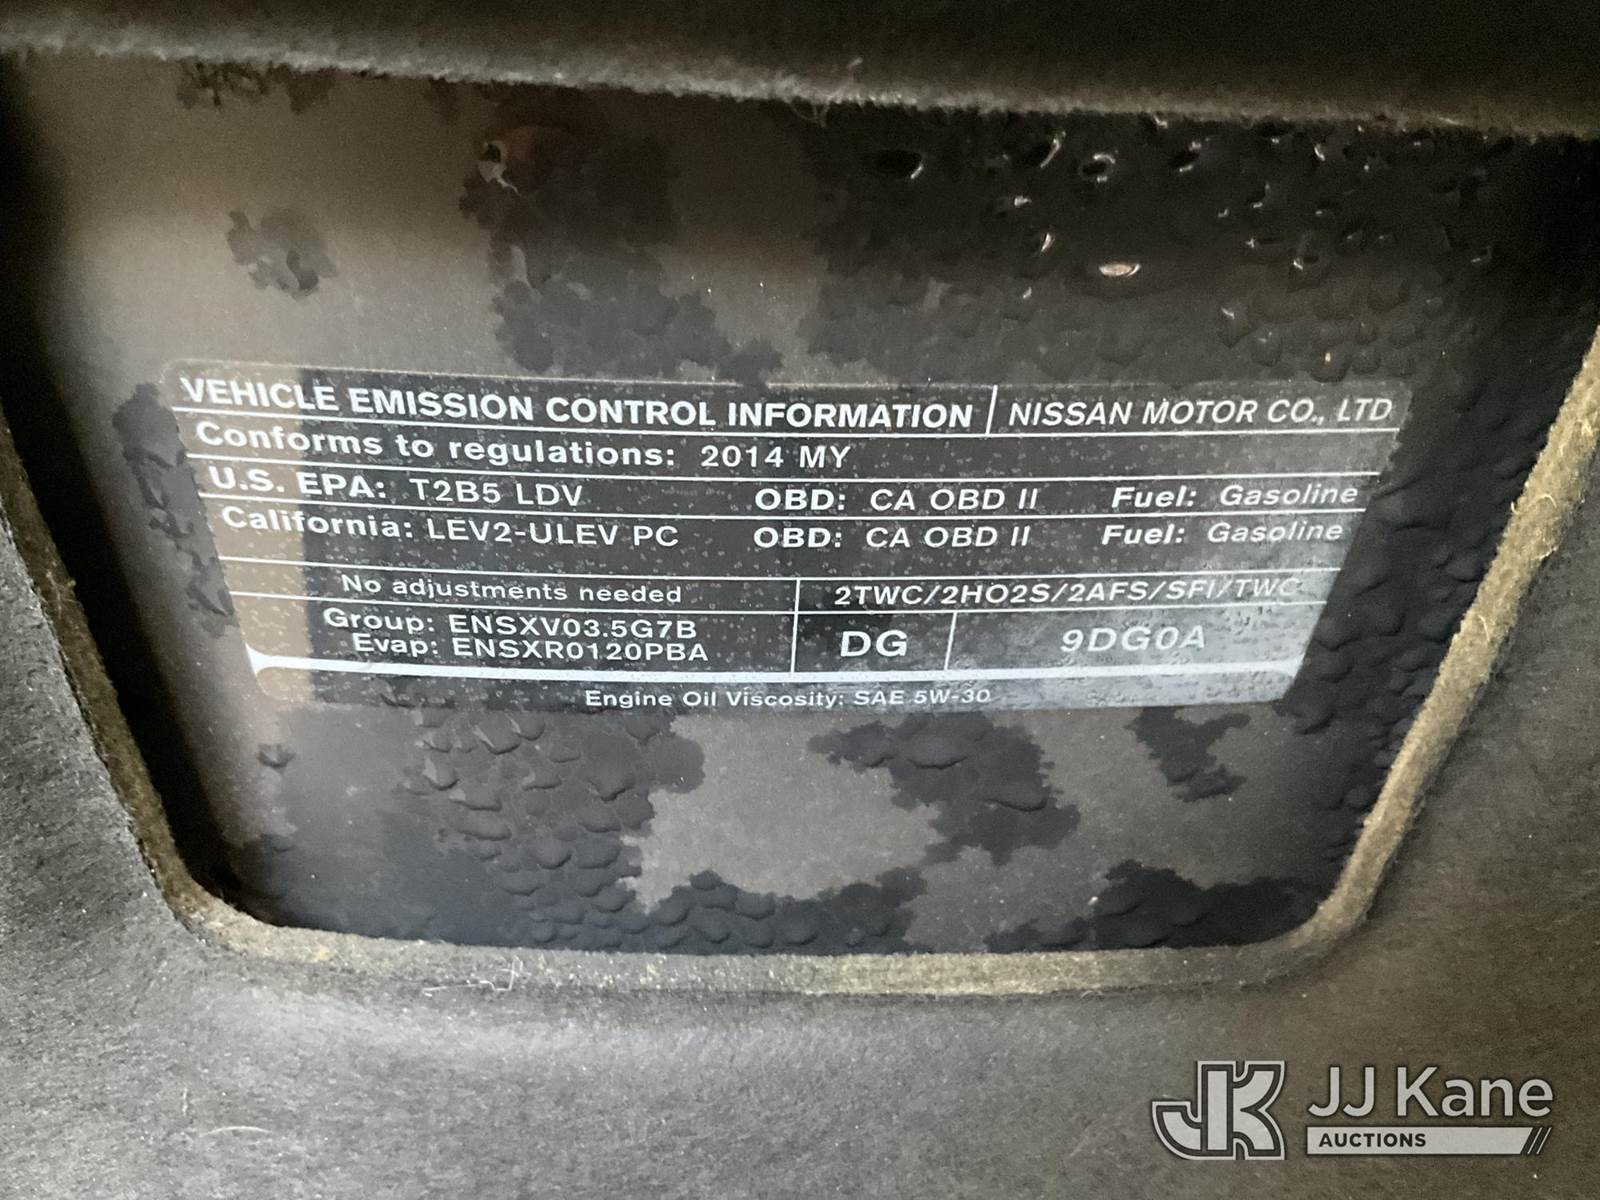 VEHICLE EMISSION CONTROL INFORMATION NISSAN MOTOR CO., LTD
Conforms to regulations: 2014 MY
U.S. EPA: T2B5 LDV OBD: CA OBD II Fuel: Gasoline
California: LEV2-ULEV PC OBD: CA OBD II Fuel: Gasoline
No adjustments needed 2TWC/2HO2S/2AFS/SFI/TWC
Group: ENSXV03.5G7B
Evap: ENSXR0120PBA
DG 9DG0A
Engine Oil Viscosity: SAE 5W-30
JK JJ Kane
AUCTIONS